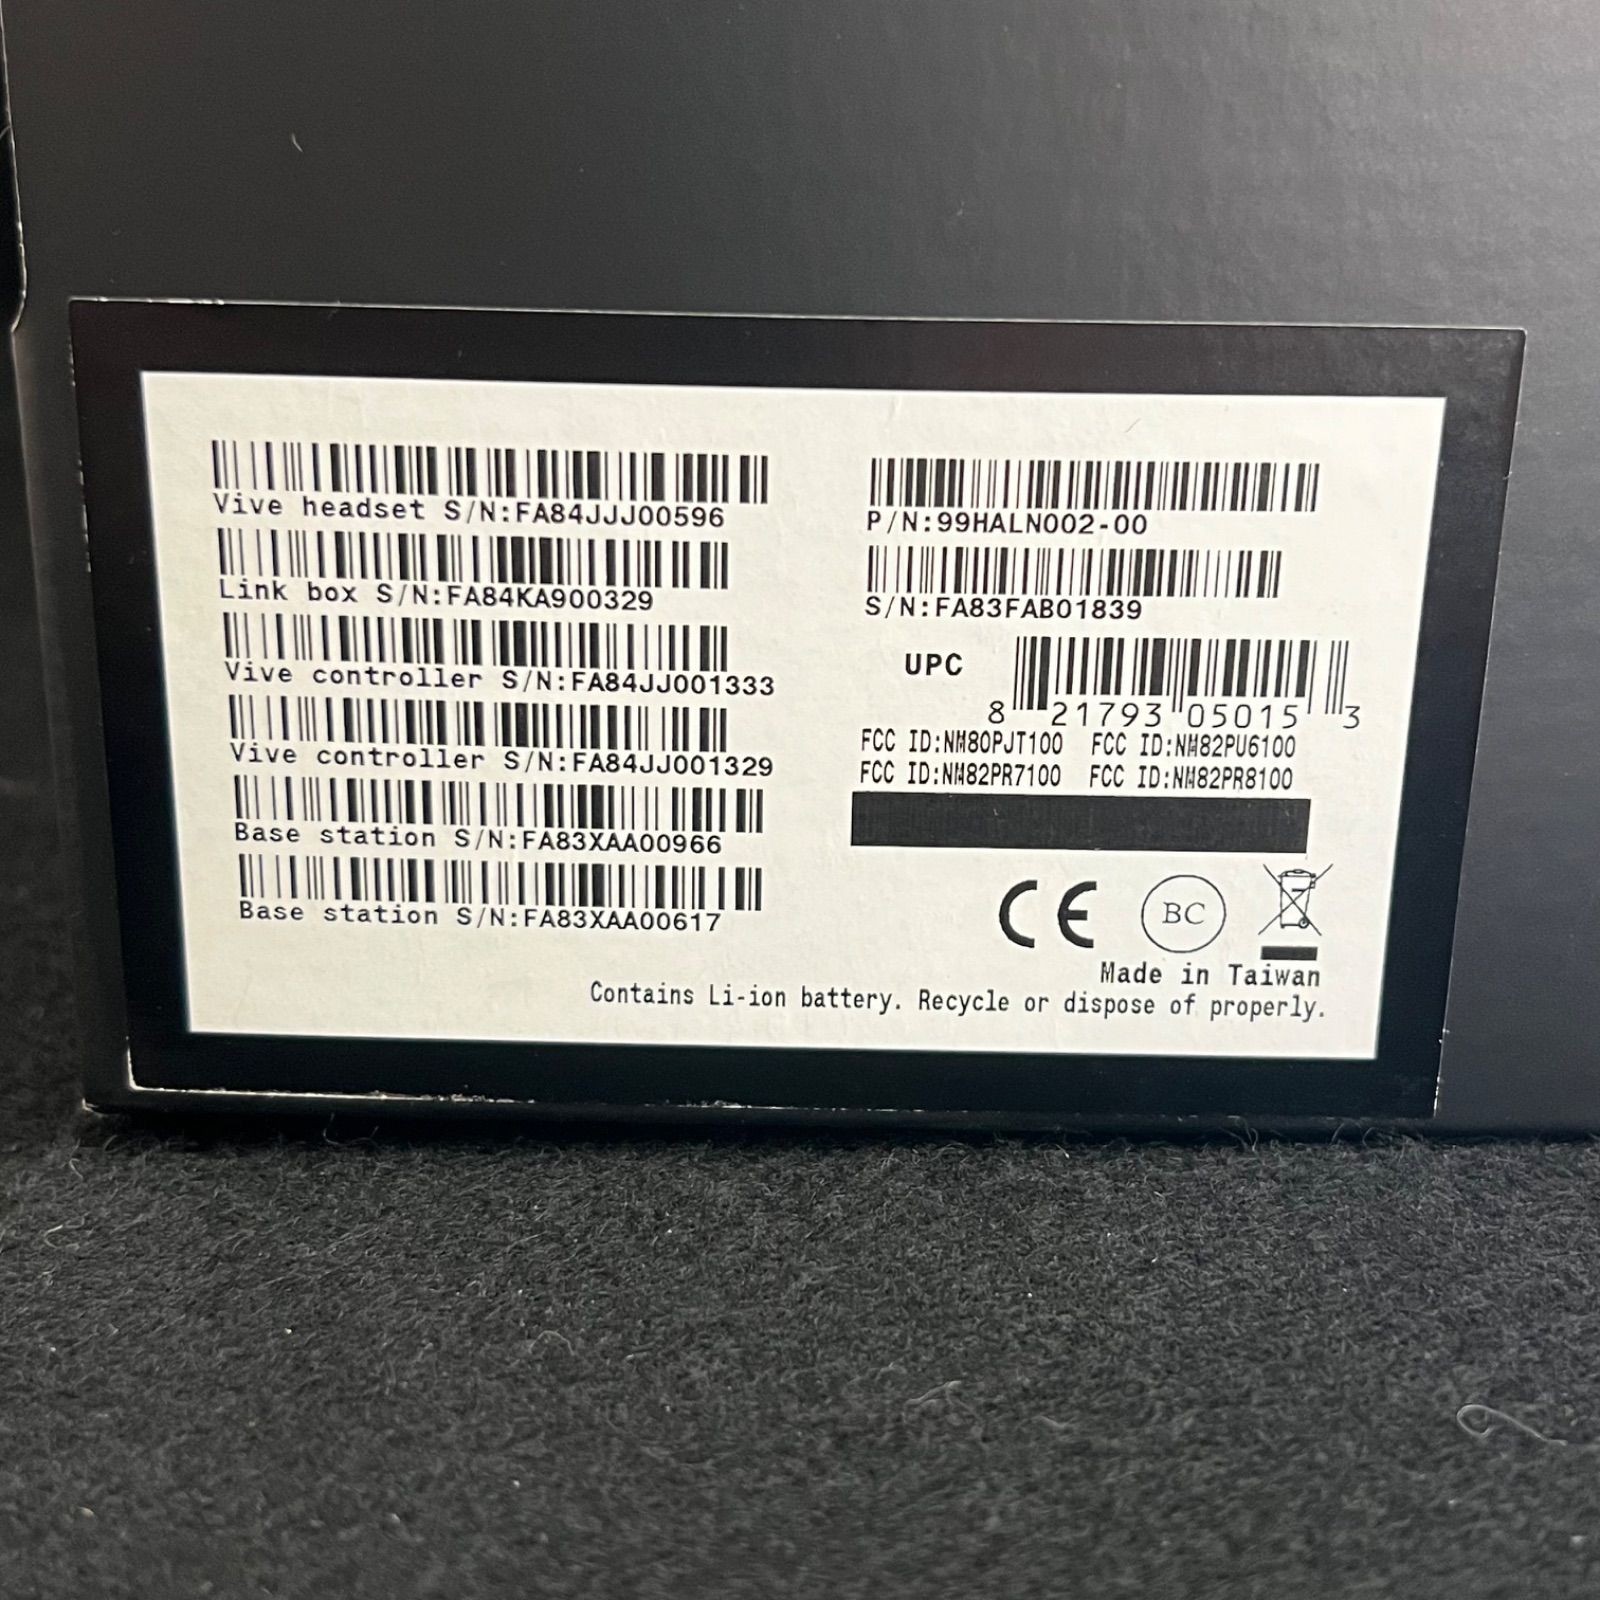 Vive headset S/N:FA84JJJ00596
Link box S/N:FA84KA900329
Vive controller S/N:FA84JJ001333
Vive controller S/N:FA84JJ001329
Base station S/N:FA83XAA00966
Base station S/N:FA83XAA00617
P/N:99HALN002-00
S/N:FA83FAB01839
UPC
8 21793 05015 3
FCC ID:NM80PJT100 FCC ID:NM82PU6100
FCC ID:NM82PR7100 FCC ID:NM82PR8100
CE BC
Made in Taiwan
Contains Li-ion battery. Recycle or dispose of properly.